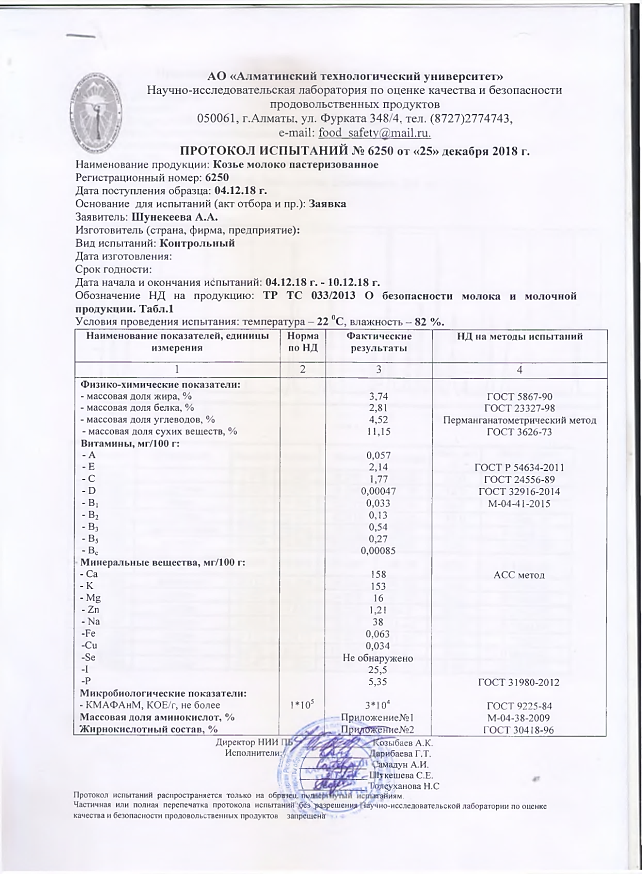 АО «Алматинский технологический университет»
Научно-исследовательская лаборатория по оценке качества и безопасности
продовольственных продуктов
050061, г.Алматы, ул. Фурката 348/4, тел. (8727)2774743,
e-mail: food_safety@mail.ru.
ПРОТОКОЛ ИСПЫТАНИЙ № 6250 от «25» декабря 2018 г.
Наименование продукции: Козье молоко пастеризованное
Регистрационный номер: 6250
Дата поступления образца: 04.12.18 г.
Основание для испытаний (акт отбора и пр.): Заявка
Заявитель: Шунекеева А.А.
Изготовитель (страна, фирма, предприятие):
Вид испытаний: Контрольный
Дата изготовления:
Срок годности:
Дата начала и окончания испытаний: 04.12.18 г. - 10.12.18 г.
Обозначение НД на продукцию: ТР ТС 033/2013 О безопасности молока и молочной
продукции. Табл.1
Условия проведения испытания: температура – 22 ⁰С, влажность – 82 %.
Наименование показателей, единицы измерения Норма по НД Фактические результаты НД на методы испытаний
1 2 3 4
Физико-химические показатели:
- массовая доля жира, % 3,74 ГОСТ 5867-90
- массовая доля белка, % 2,81 ГОСТ 23327-98
- массовая доля углеводов, % 4,52 Перманганатометрический метод
- массовая доля сухих веществ, % 11,15 ГОСТ 3626-73
Витамины, мг/100 г:
- А 0,057
- Е 2,14 ГОСТ Р 54634-2011
- С 1,77 ГОСТ 24556-89
- D 0,00047 ГОСТ 32916-2014
- В₁ 0,033 М-04-41-2015
- В₂ 0,13
- В₃ 0,54
- В₅ 0,27
- Вс 0,00085
Минеральные вещества, мг/100 г:
- Ca 158 АСС метод
- K 153
- Mg 16
- Zn 1,21
- Na 38
-Fe 0,063
-Cu 0,034
-Se Не обнаружено
-I 25,5
-P 5,35 ГОСТ 31980-2012
Микробиологические показатели:
- КМАФАнМ, КОЕ/г, не более 1*10⁵ 3*10⁴ ГОСТ 9225-84
Массовая доля аминокислот, % Приложение№1 М-04-38-2009
Жирнокислотный состав, % Приложение№2 ГОСТ 30418-96
Директор НИИ ПБ Козыбаев А.К.
Исполнители: Дарибаева Г.Т.
Самадун А.И.
Шукешева С.Е.
Толсуханова Н.С
Протокол испытаний распространяется только на образец, подвергнутый испытаниям.
Частичная или полная перепечатка протокола испытаний без разрешения Научно-исследовательской лаборатории по оценке
качества и безопасности продовольственных продуктов запрещена